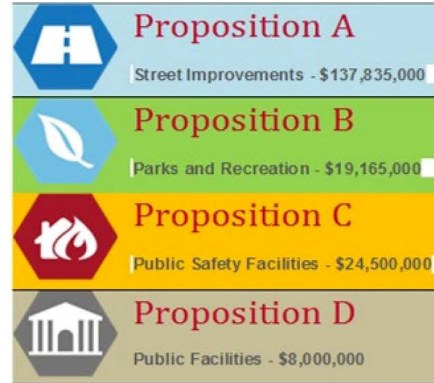 Proposition A
Street Improvements - $137,835,000
Proposition B
Parks and Recreation - $19,165,000
Proposition C
Public Safety Facilities - $24,500,000
Proposition D
Public Facilities - $8,000,000